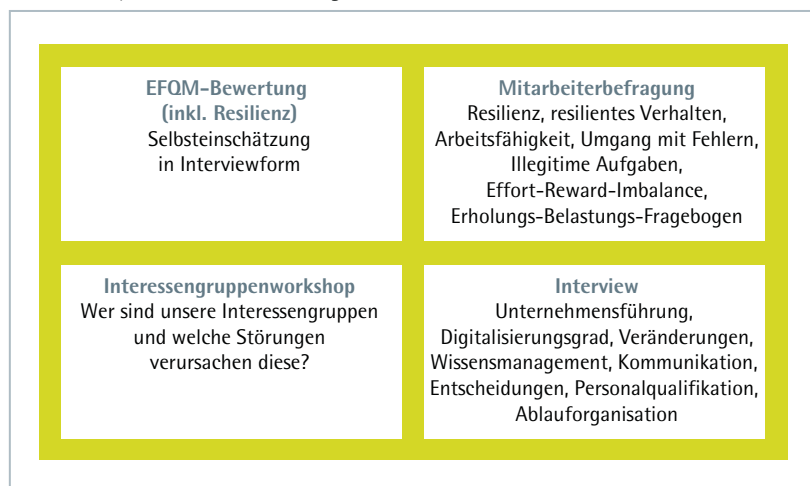 EFQM-Bewertung
(inkl. Resilienz)
Selbsteinschätzung
in Interviewform
Mitarbeiterbefragung
Resilienz, resilientes Verhalten,
Arbeitsfähigkeit, Umgang mit Fehlern,
Illegitime Aufgaben,
Effort-Reward-Imbalance,
Erholungs-Belastungs-Fragebogen
Interessengruppenworkshop
Wer sind unsere Interessengruppen
und welche Störungen
verursachen diese?
Interview
Unternehmensführung,
Digitalisierungsgrad, Veränderungen,
Wissensmanagement, Kommunikation,
Entscheidungen, Personalqualifikation,
Ablauforganisation